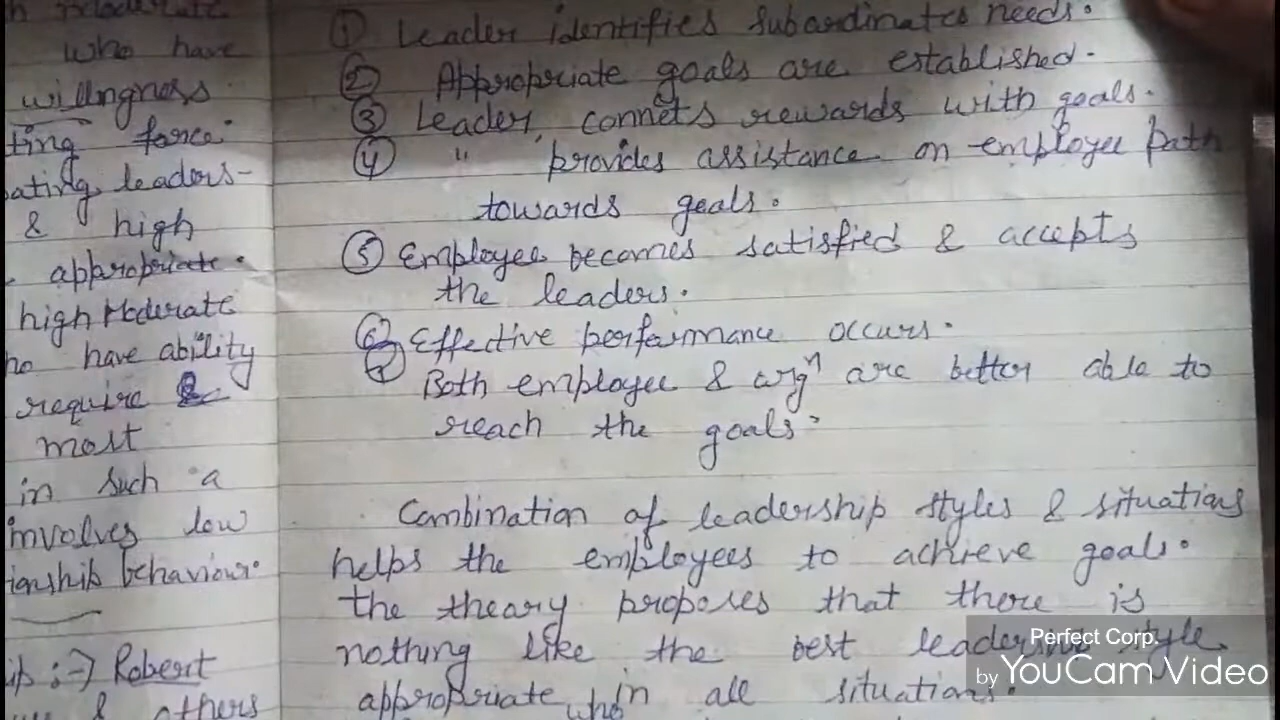 who have
willingness
ting force
ating leaders-
& high
appropriate.
high Moderate
have ability
require
most
in such a
involves low
ionship behaviour.
ip :-) Robert
& others
① Leader identifies subordinates needs.
② Appropriate goals are established.
③ Leader, connets rewards with goals.
④ " provides assistance on employee path
towards goals.
⑤ Employee becomes satisfied & accepts
the leaders.
⑥ Effective performance occurs.
⑦ Both employee & orgⁿ are better able to
reach the goals.
Combination of leadership styles & situations
helps the employees to achieve goals.
the theory proposes that there is
nothing like the best leadership style
appropriate in all situations.
who
Perfect Corp.
by YouCam Video